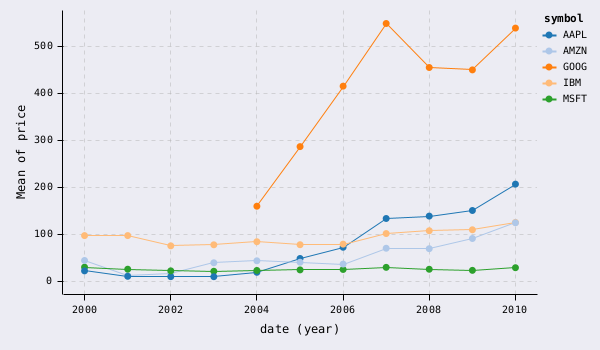 symbol
AAPL
AMZN
GOOG
IBM
MSFT
Mean of price
500
400
300
200
100
0
2000 2002 2004 2006 2008 2010
date (year)